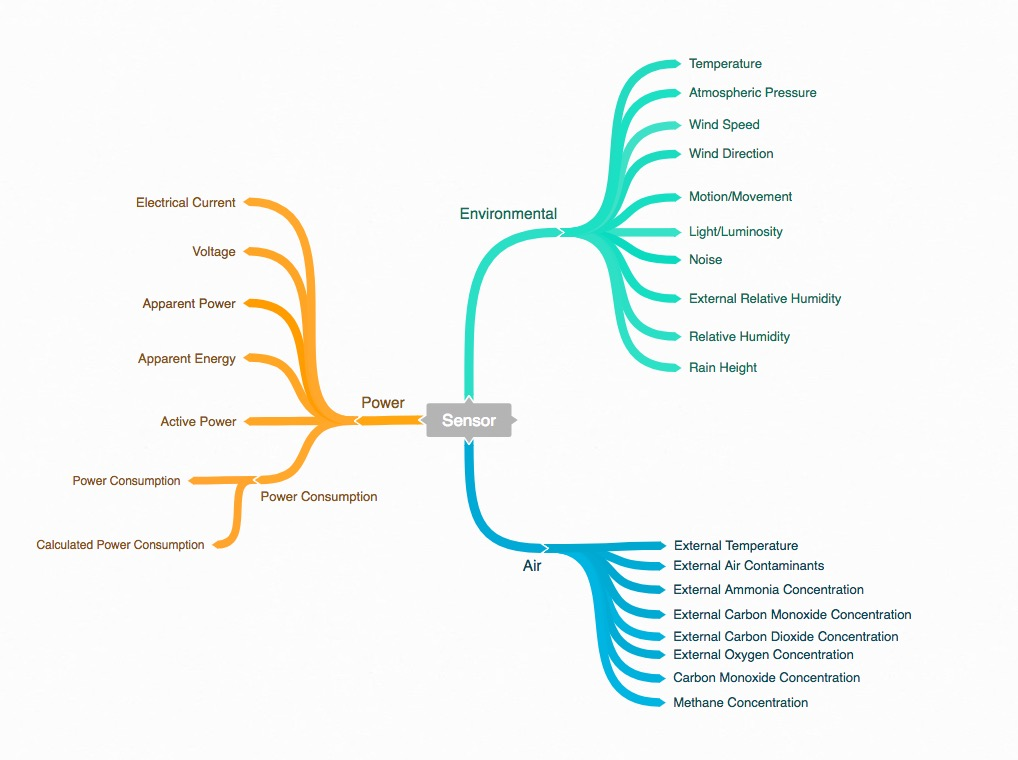 Temperature
Atmospheric Pressure
Wind Speed
Wind Direction
Motion/Movement
Light/Luminosity
Noise
External Relative Humidity
Relative Humidity
Rain Height
Environmental
Electrical Current
Voltage
Apparent Power
Apparent Energy
Active Power
Power Consumption
Calculated Power Consumption
Power Consumption
Power
Sensor
Air
External Temperature
External Air Contaminants
External Ammonia Concentration
External Carbon Monoxide Concentration
External Carbon Dioxide Concentration
External Oxygen Concentration
Carbon Monoxide Concentration
Methane Concentration